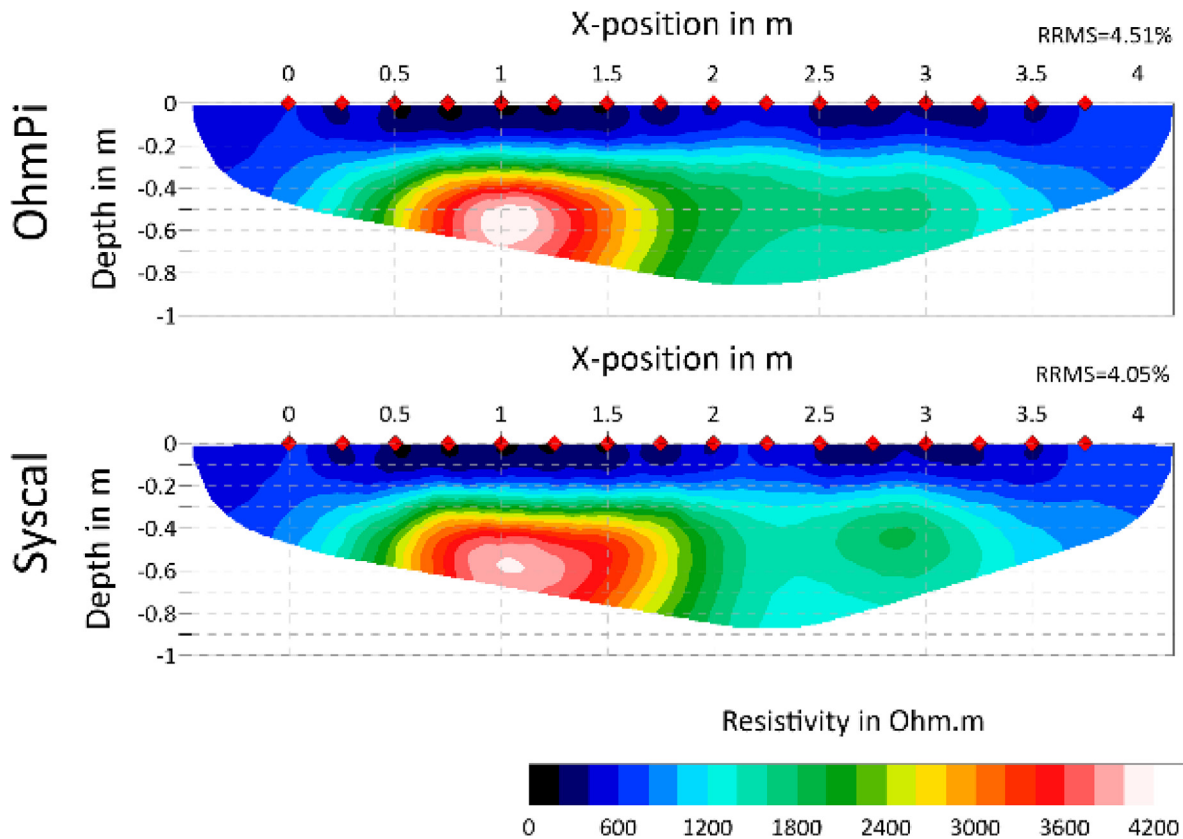 X-position in m
RRMS=4.51%
0 0.5 1 1.5 2 2.5 3 3.5 4
OhmPi
Depth in m
0
-0.2
-0.4
-0.6
-0.8
-1
X-position in m
RRMS=4.05%
0 0.5 1 1.5 2 2.5 3 3.5 4
Syscal
Depth in m
0
-0.2
-0.4
-0.6
-0.8
-1
Resistivity in Ohm.m
0 600 1200 1800 2400 3000 3600 4200